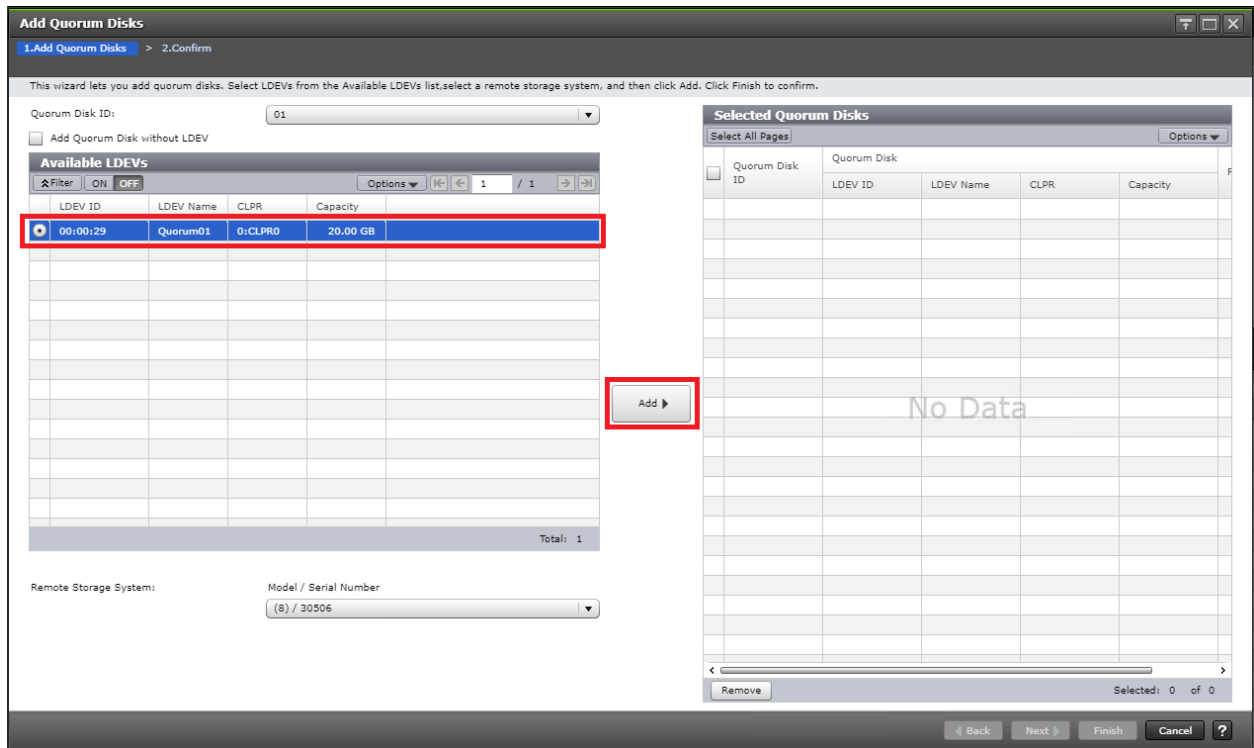 Add Quorum Disks
1.Add Quorum Disks > 2.Confirm
This wizard lets you add quorum disks. Select LDEVs from the Available LDEVs list,select a remote storage system, and then click Add. Click Finish to confirm.
Quorum Disk ID: 01
Add Quorum Disk without LDEV
Available LDEVs
Filter ON OFF Options 1 / 1
LDEV ID LDEV Name CLPR Capacity
00:00:29 Quorum01 0:CLPR0 20.00 GB
Total: 1
Remote Storage System: Model / Serial Number
(8) / 30506
Add
Selected Quorum Disks
Select All Pages Options
Quorum Disk ID
Quorum Disk
LDEV ID LDEV Name CLPR Capacity
No Data
Remove Selected: 0 of 0
Back Next Finish Cancel ?